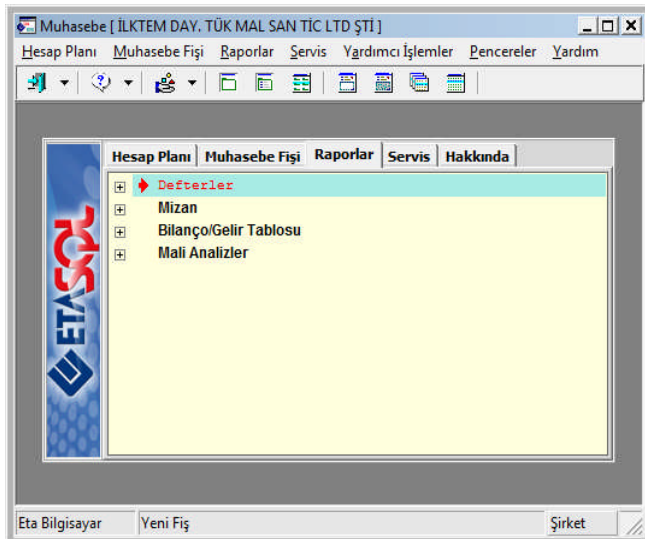 Muhasebe [ İLKTEM DAY. TÜK MAL SAN TİC LTD ŞTİ ]
Hesap Planı Muhasebe Fişi Raporlar Servis Yardımcı İşlemler Pencereler Yardım
Hesap Planı Muhasebe Fişi Raporlar Servis Hakkında
Defterler
Mizan
Bilanço/Gelir Tablosu
Mali Analizler
ETASQL
Eta Bilgisayar Yeni Fiş Şirket